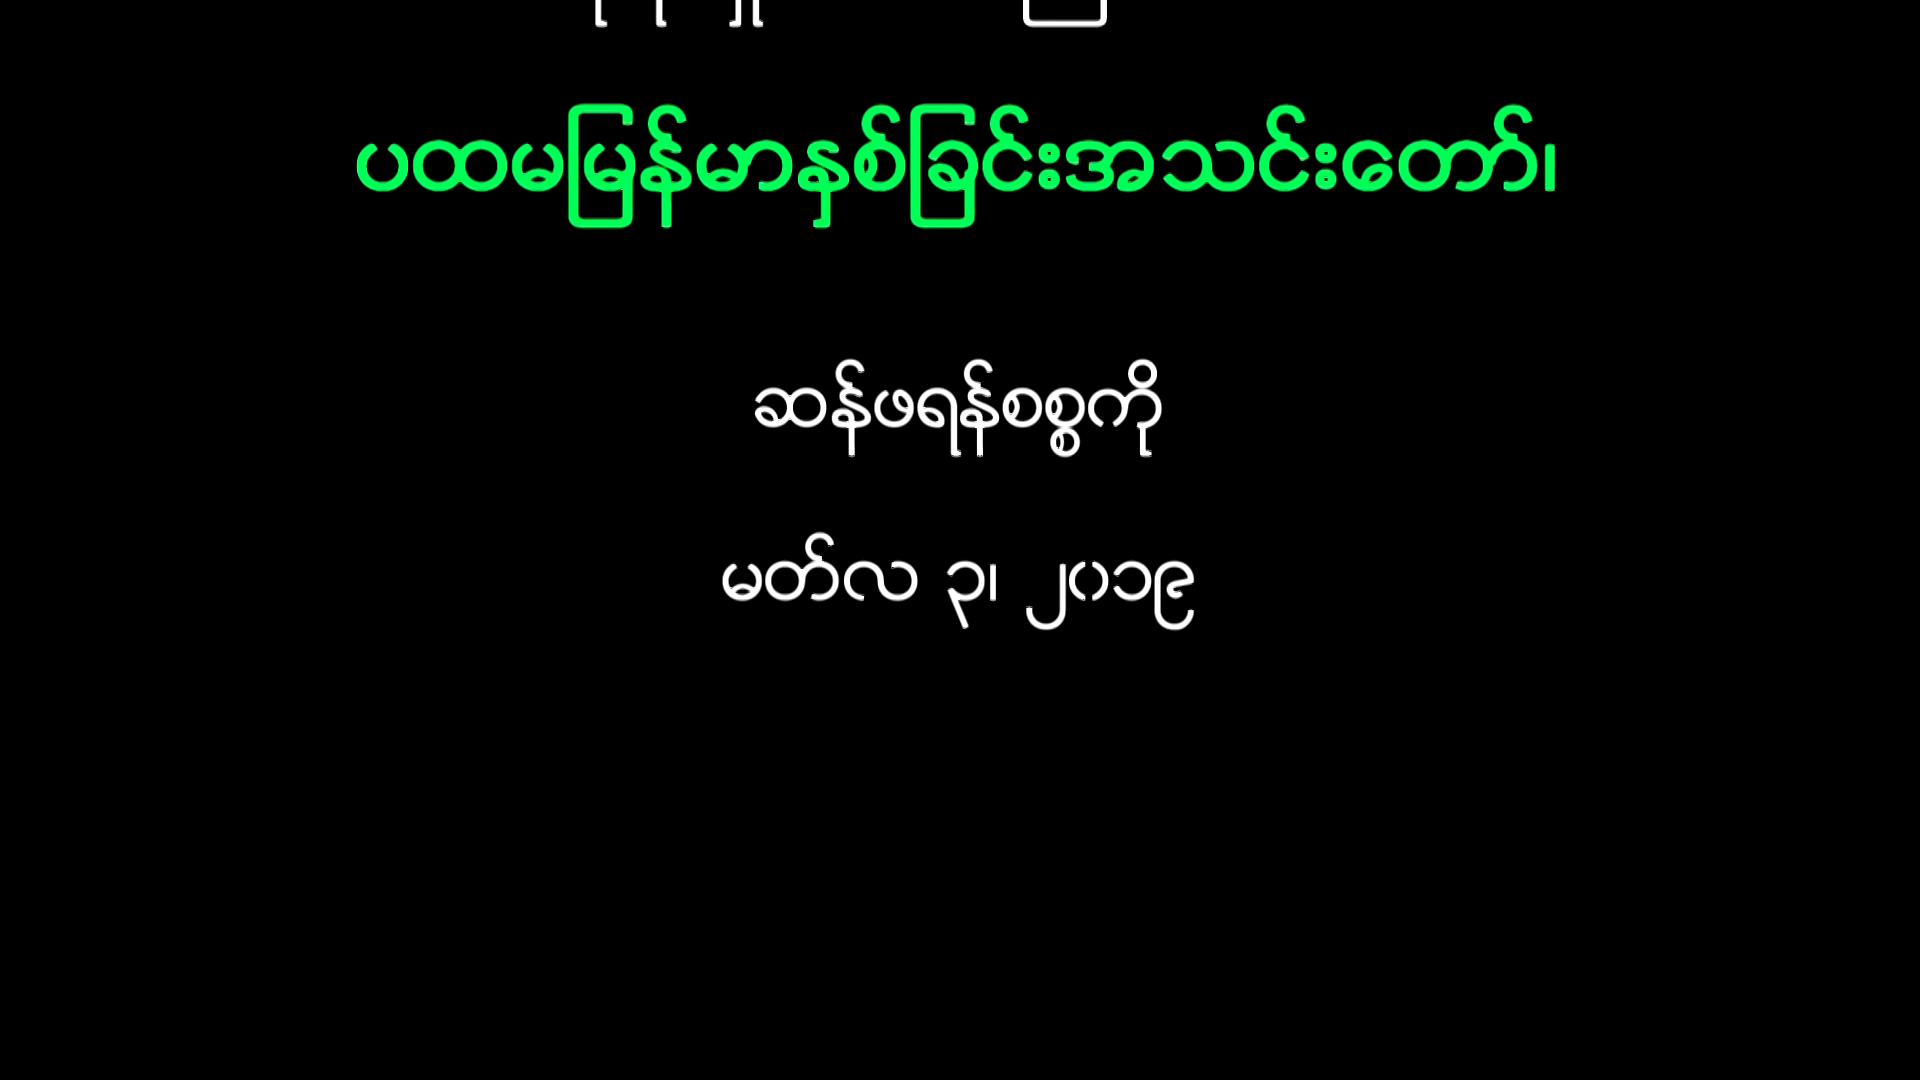 ပထမမြန်မာနှစ်ခြင်းအသင်းတော်၊
ဆန်ဖရန်စစ္စကို
မတ်လ ၃၊ ၂၀၁၉